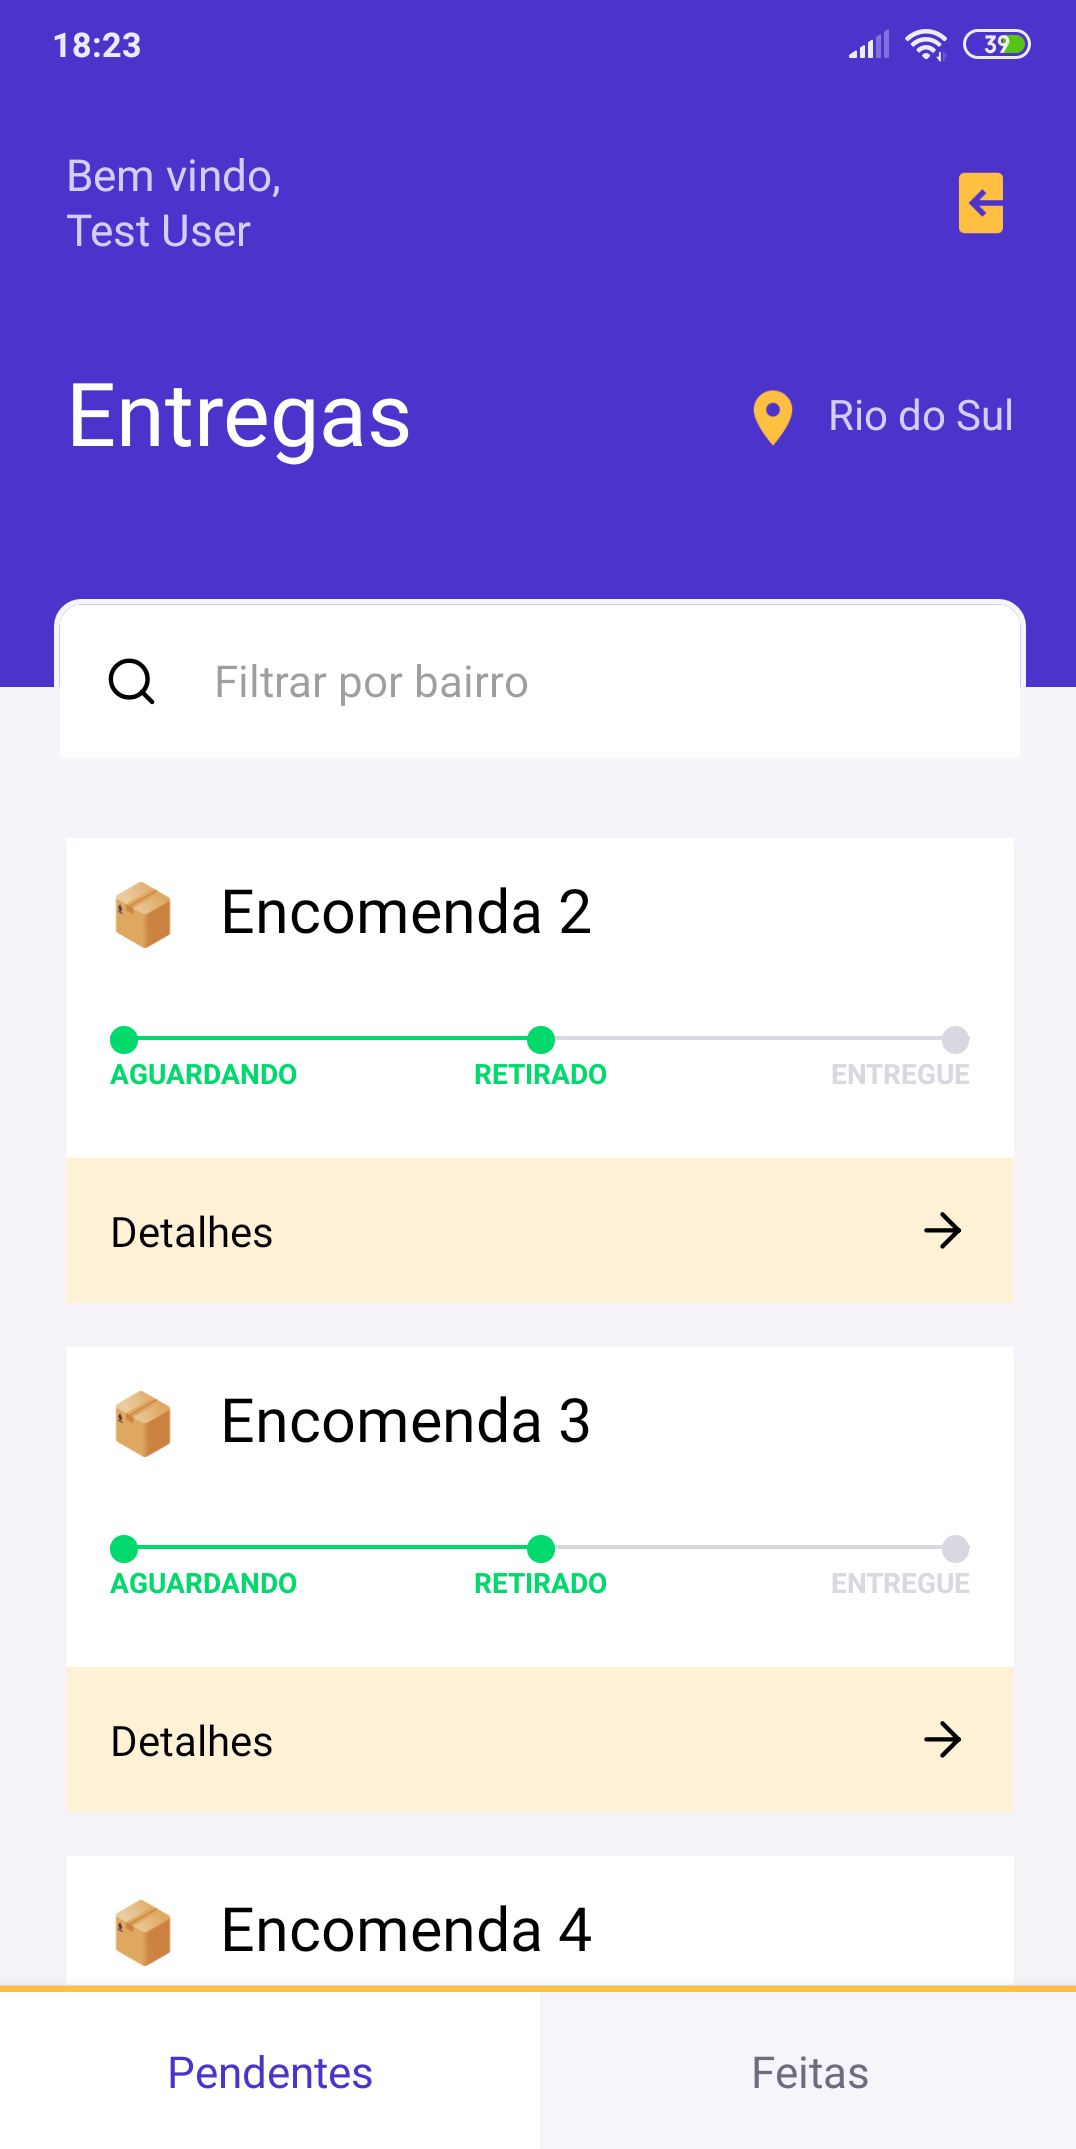 18:23
39
Bem vindo,
Test User
Entregas
Rio do Sul
Filtrar por bairro
Encomenda 2
AGUARDANDO RETIRADO ENTREGUE
Detalhes
Encomenda 3
AGUARDANDO RETIRADO ENTREGUE
Detalhes
Encomenda 4
Pendentes Feitas